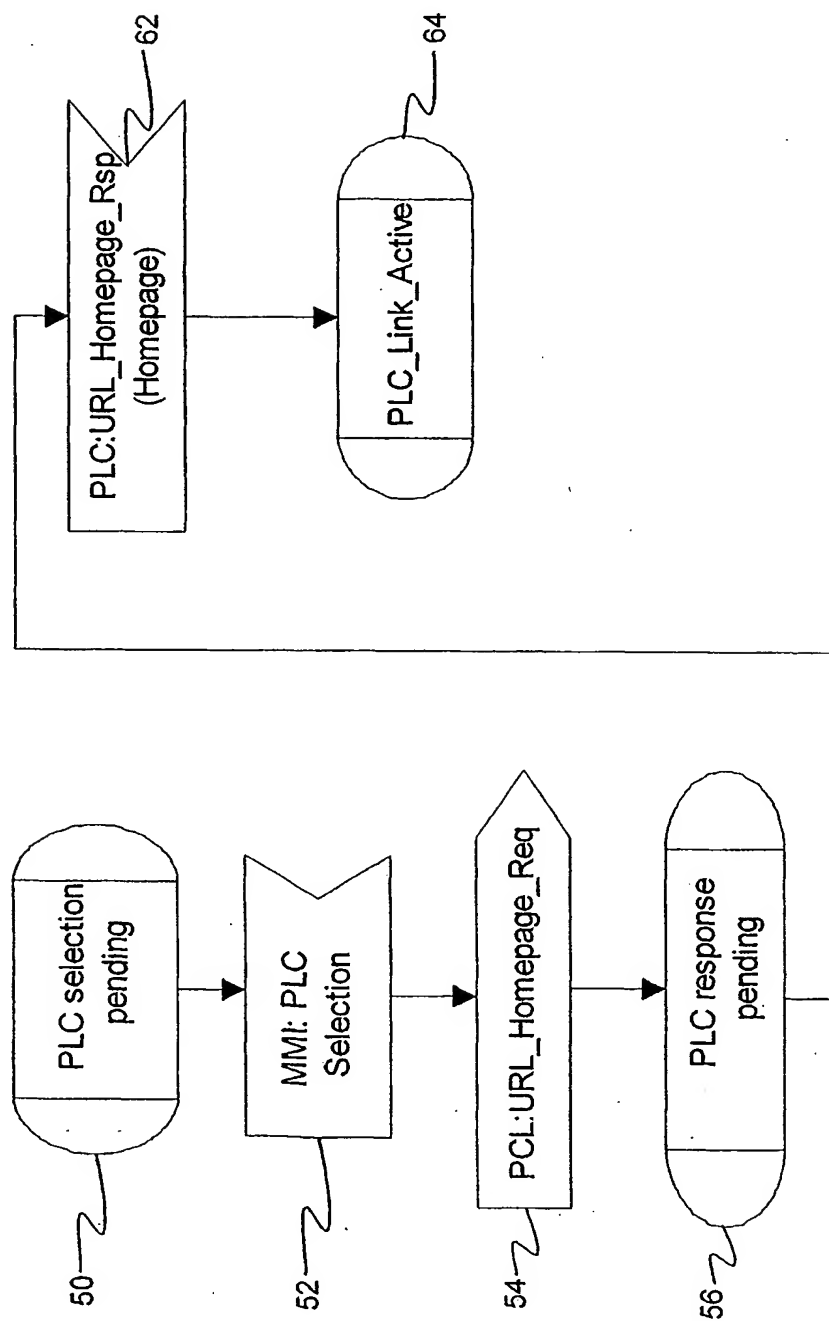 50
PLC selection
pending
52
MMI: PLC
Selection
54
PCL:URL_Homepage_Req
56
PLC response
pending
PLC:URL_Homepage_Rsp
(Homepage)
62
PLC_Link_Active
64